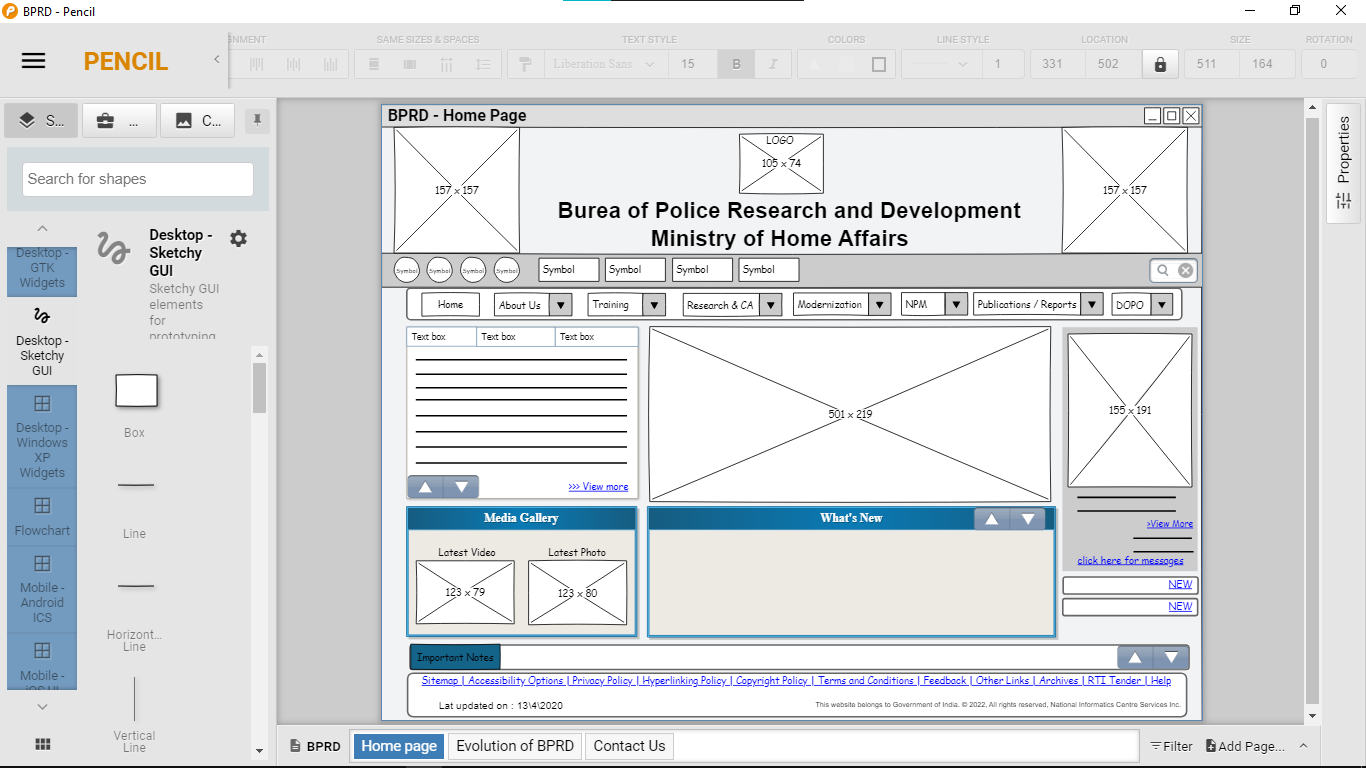 BPRD - Pencil
PENCIL
GNMENT
SAME SIZES & SPACES
TEXT STYLE
COLORS
LINE STYLE
LOCATION
SIZE
ROTATION
Liberation Sans
15
B
I
1
331
502
511
164
0
S...
...
C...
Search for shapes
Desktop - GTK Widgets
Desktop - Sketchy GUI
Desktop - Windows XP Widgets
Flowchart
Mobile - Android ICS
Mobile - iOS UI
Desktop -
Sketchy
GUI
Sketchy GUI
elements
for
prototyping
Box
Line
Horizont...
Line
Vertical
Line
BPRD - Home Page
157 x 157
LOGO
105 x 74
157 x 157
Burea of Police Research and Development
Ministry of Home Affairs
Symbol Symbol Symbol Symbol
Symbol Symbol Symbol Symbol
Home About Us Training Research & CA Modernization NPM Publications / Reports DOPO
Text box Text box Text box
>>> View more
501 x 219
155 x 191
>View More
click here for messages
NEW
NEW
Media Gallery
Latest Video Latest Photo
123 x 79 123 x 80
What's New
Important Notes
Sitemap | Accessibility Options | Privacy Policy | Hyperlinking Policy | Copyright Policy | Terms and Conditions | Feedback | Other Links | Archives | RTI Tender | Help
Lat updated on : 13\4\2020
This website belongs to Government of India. © 2022, All rights reserved, National Informatics Centre Services Inc.
Properties
BPRD
Home page
Evolution of BPRD
Contact Us
Filter
Add Page...